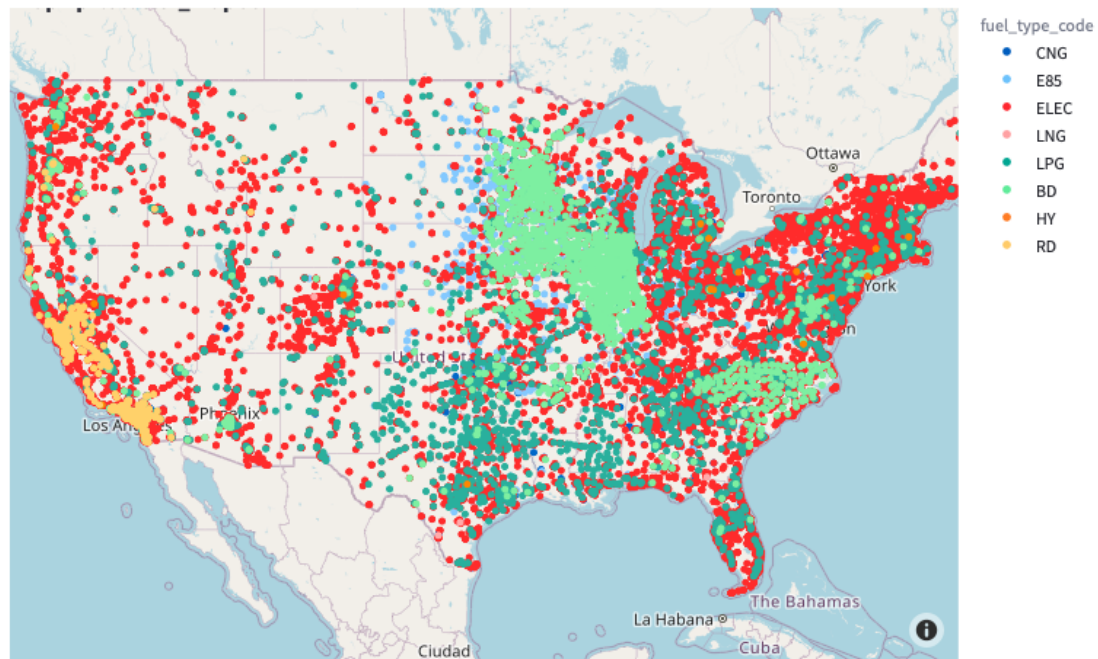 fuel_type_code
CNG
E85
ELEC
LNG
LPG
BD
HY
RD
Ottawa
Toronto
York
United
Phoenix
Los Angeles
The Bahamas
La Habana
Cuba
Ciudad